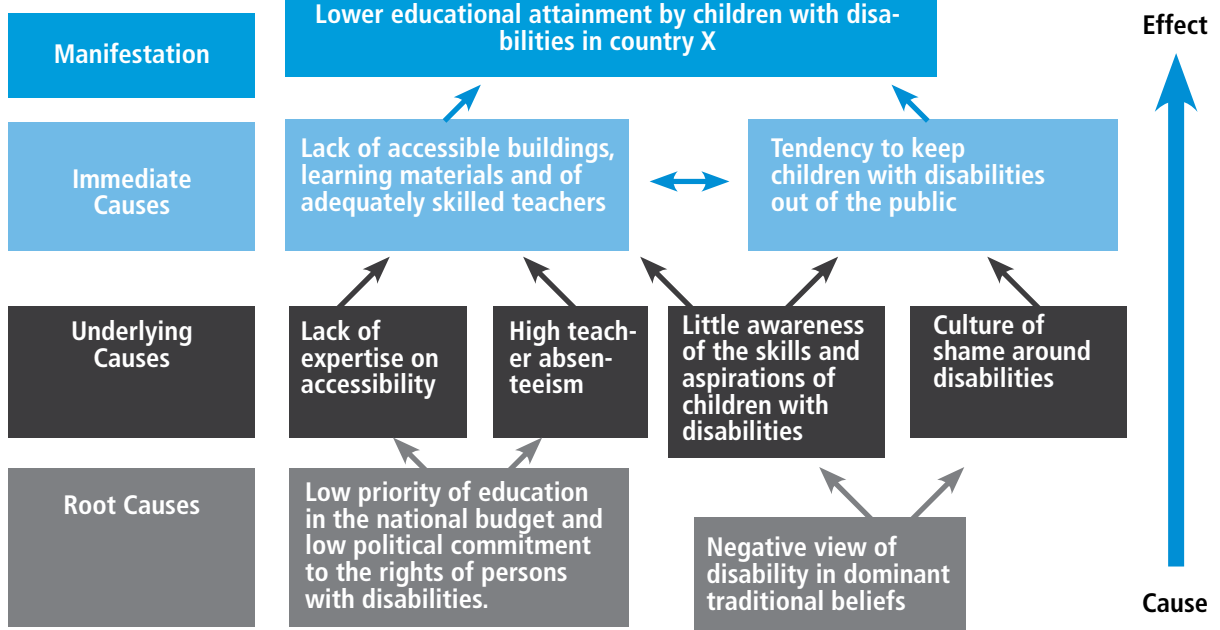 Lower educational attainment by children with disa-
bilities in country X
Effect
Manifestation
Immediate
Causes
Lack of accessible buildings,
learning materials and of
adequately skilled teachers
Tendency to keep
children with disabilities
out of the public
Underlying
Causes
Lack of
expertise on
accessibility
High teach-
er absen-
teeism
Little awareness
of the skills and
aspirations of
children with
disabilities
Culture of
shame around
disabilities
Root Causes
Low priority of education
in the national budget and
low political commitment
to the rights of persons
with disabilities.
Negative view of
disability in dominant
traditional beliefs
Cause